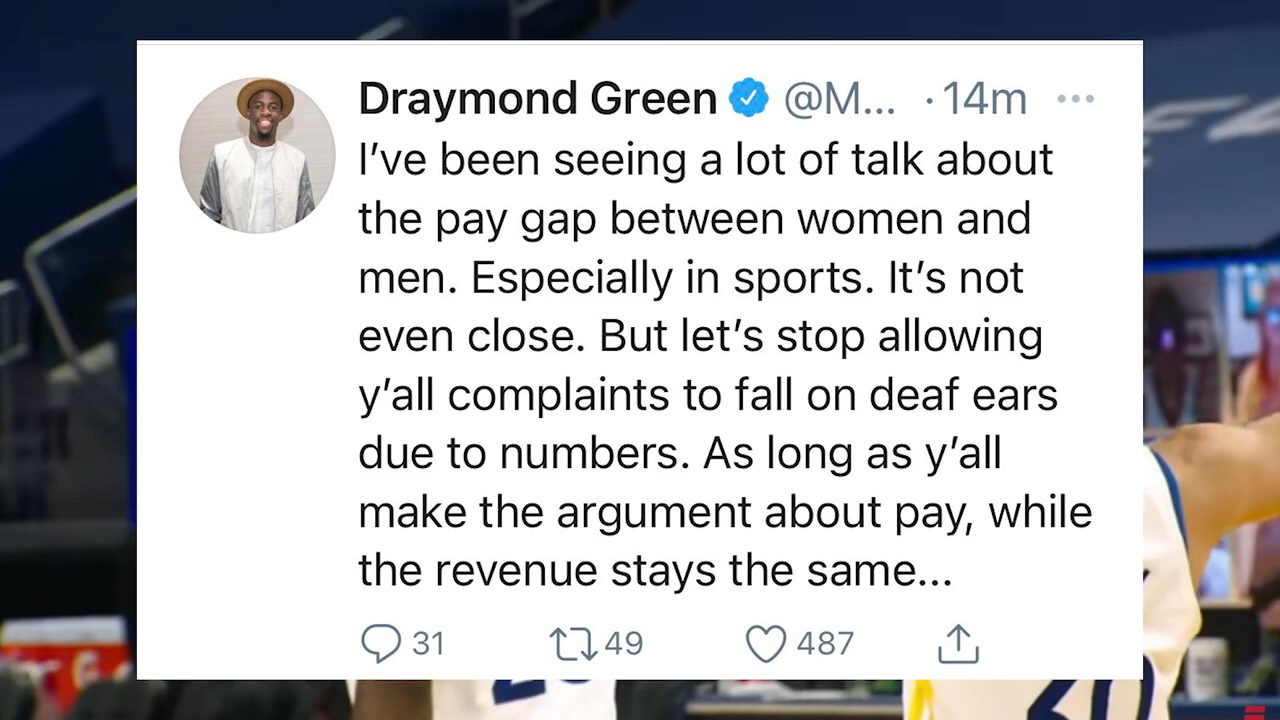 Draymond Green @M... · 14m ...
I've been seeing a lot of talk about
the pay gap between women and
men. Especially in sports. It's not
even close. But let's stop allowing
y'all complaints to fall on deaf ears
due to numbers. As long as y'all
make the argument about pay, while
the revenue stays the same...
31 49 487